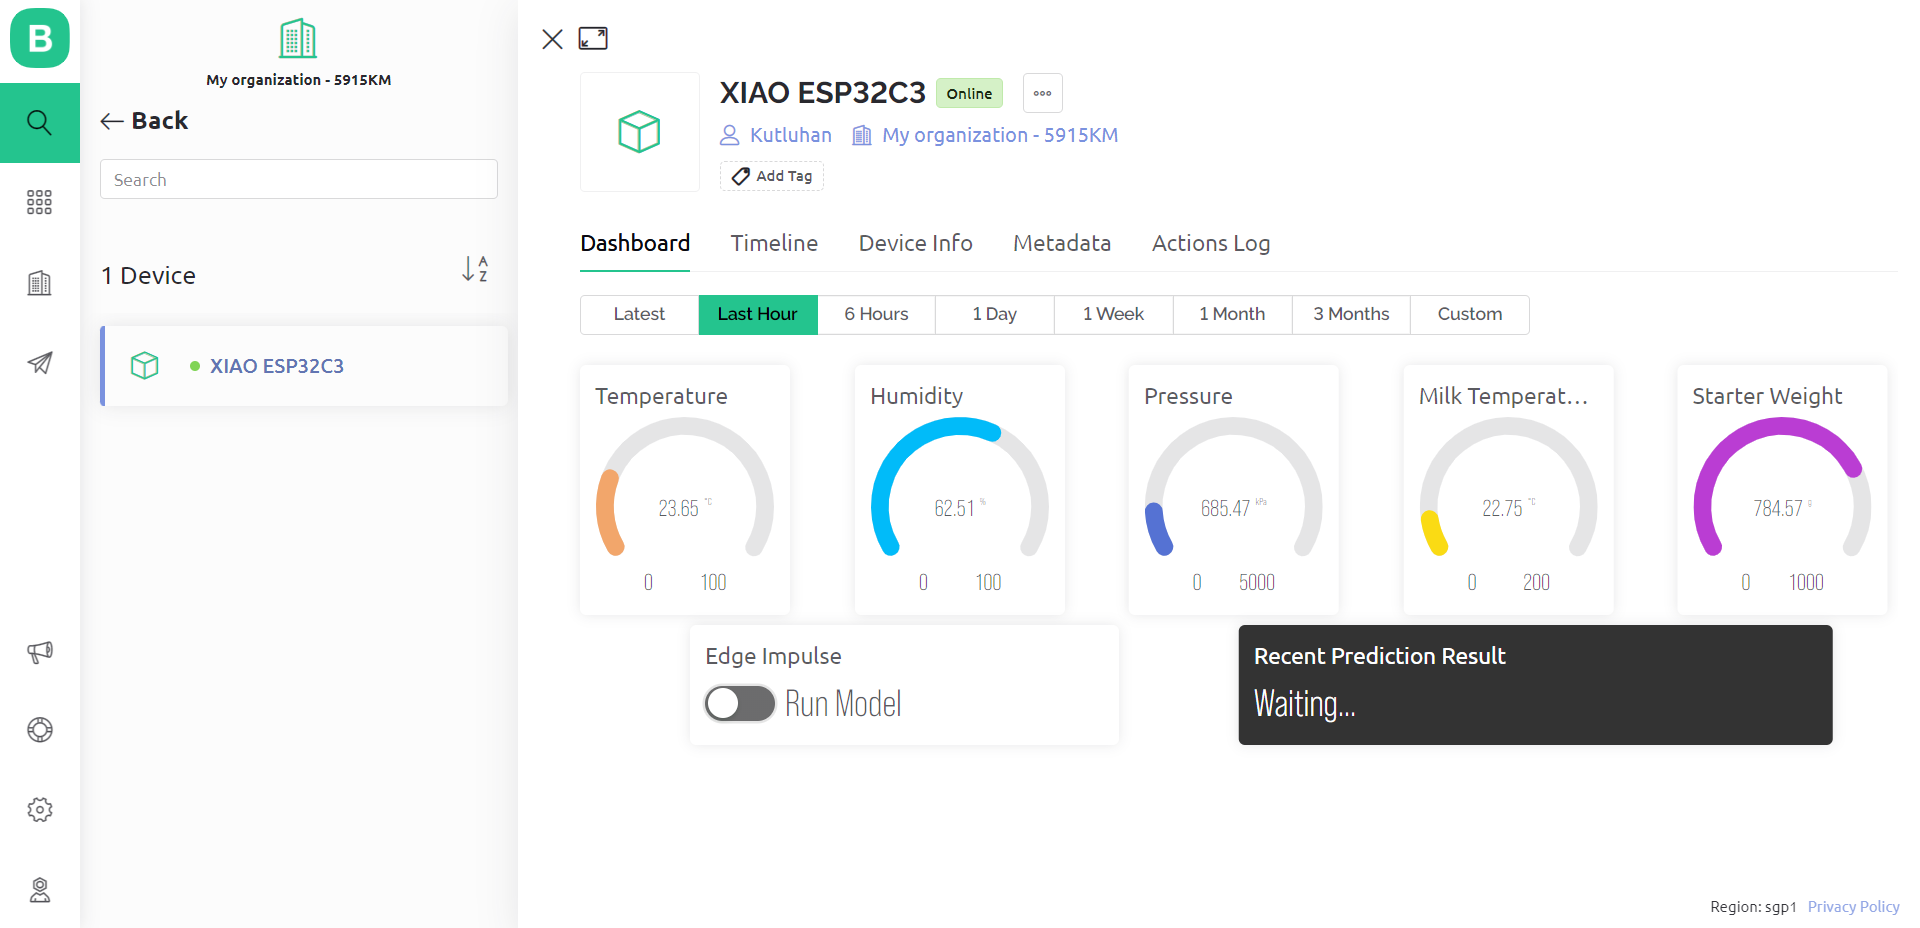 B
My organization - 5915KM
Back
Search
1 Device
A
Z
XIAO ESP32C3
XIAO ESP32C3 Online
Kutluhan My organization - 5915KM
Add Tag
Dashboard Timeline Device Info Metadata Actions Log
Latest Last Hour 6 Hours 1 Day 1 Week 1 Month 3 Months Custom
Temperature Humidity Pressure Milk Temperat... Starter Weight
23.65 °C 62.51 % 685.47 kPa 22.75 °C 784.57 g
0 100 0 100 0 5000 0 200 0 1000
Edge Impulse
Run Model
Recent Prediction Result
Waiting...
Region: sgp1 Privacy Policy